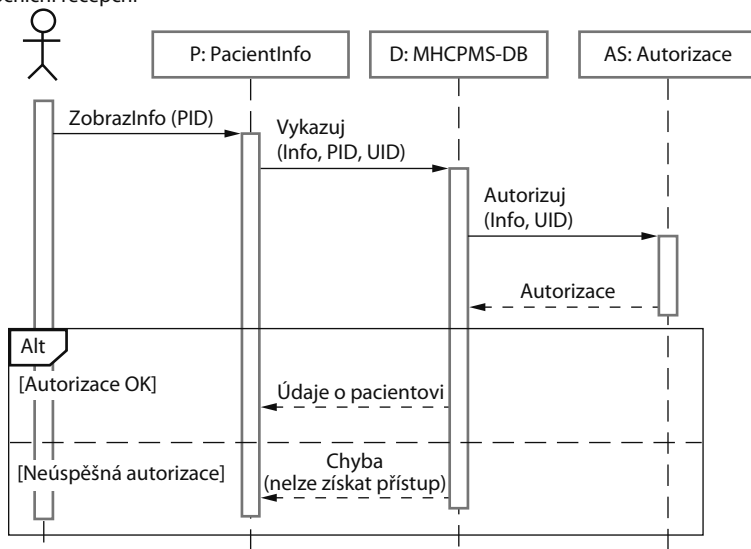 P: PacientInfo
D: MHCPMS-DB
AS: Autorizace
ZobrazInfo (PID)
Vykazuj
(Info, PID, UID)
Autorizuj
(Info, UID)
Autorizace
Alt
[Autorizace OK]
Údaje o pacientovi
[Neúspěšná autorizace]
Chyba
(nelze získat přístup)